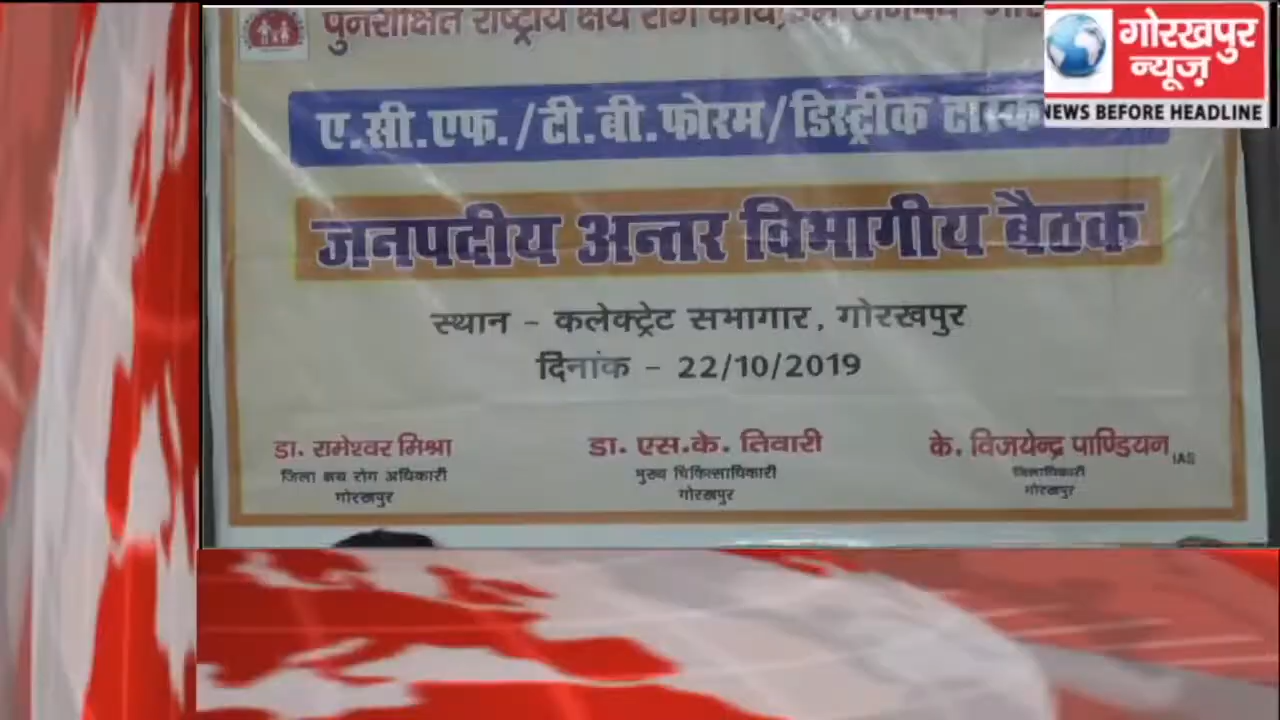 पुनरीक्षित राष्ट्रीय क्षय रोग
गोरखपुर
न्यूज़
NEWS BEFORE HEADLINE
ए.सी.एफ./टी.बी.फोरम/डिस्ट्रीक टास्क
जनपदीय अन्तर विभागीय बैठक
स्थान - कलेक्ट्रेट सभागार, गोरखपुर
दिनांक - 22/10/2019
डा. रामेश्वर मिश्रा
जिला क्षय रोग अधिकारी
गोरखपुर
डा. एस.के. तिवारी
मुख्य चिकित्साधिकारी
गोरखपुर
के. विजयेन्द्र पाण्डियन IAS
जिलाधिकारी
गोरखपुर